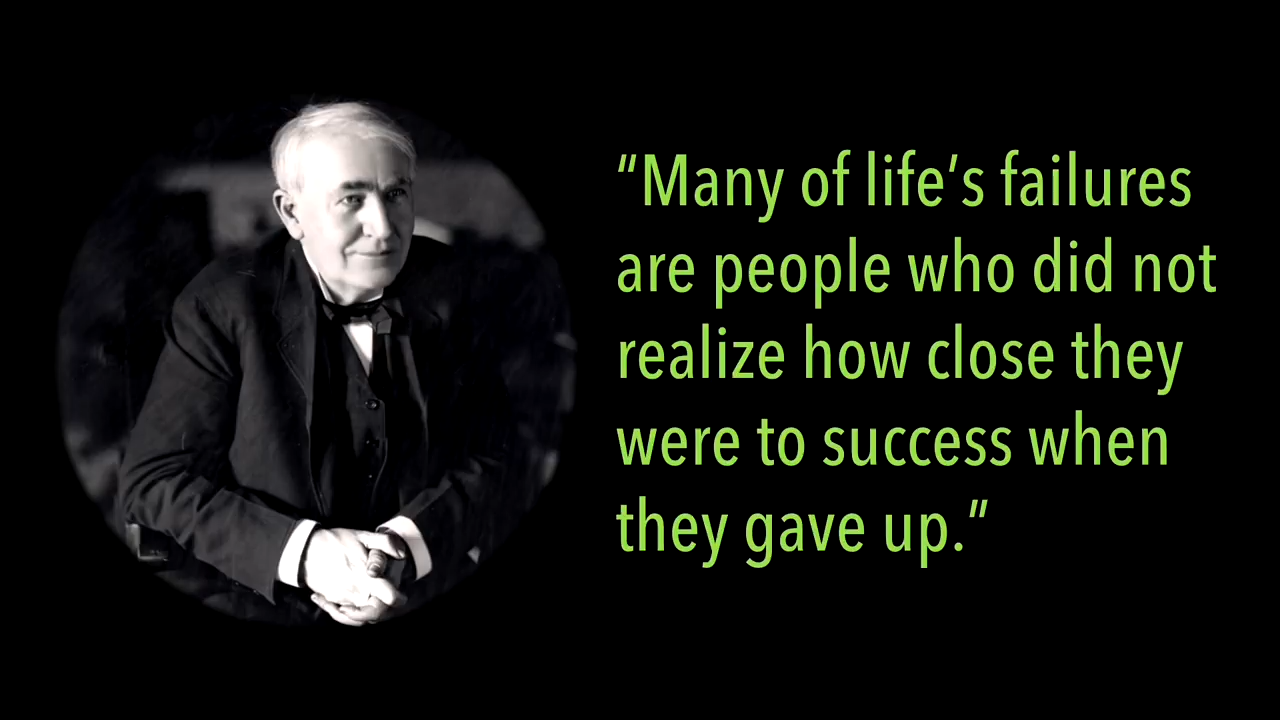 “Many of life’s failures
are people who did not
realize how close they
were to success when
they gave up.”